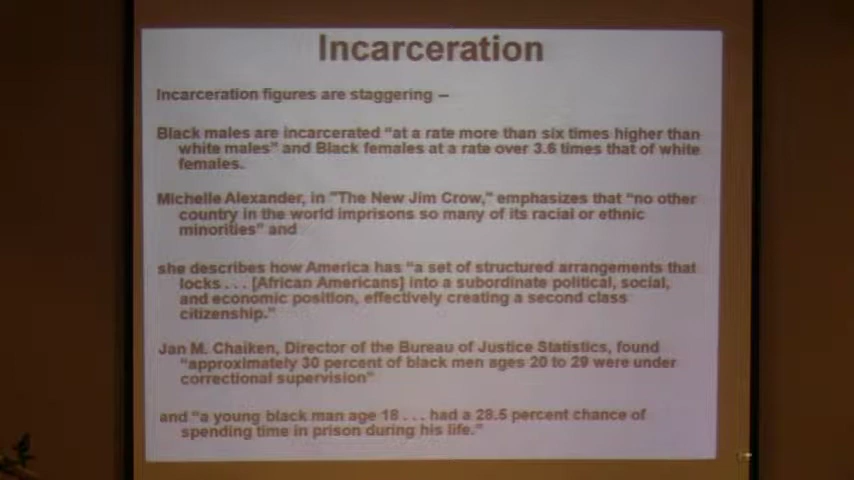 Incarceration
Incarceration figures are staggering –
Black males are incarcerated "at a rate more than six times higher than
white males" and Black females at a rate over 3.6 times that of white
females.
Michelle Alexander, in "The New Jim Crow," emphasizes that "no other
country in the world imprisons so many of its racial or ethnic
minorities" and
she describes how America has "a set of structured arrangements that
locks . . . [African Americans] into a subordinate political, social,
and economic position, effectively creating a second class
citizenship."
Jan M. Chaiken, Director of the Bureau of Justice Statistics, found
"approximately 30 percent of black men ages 20 to 29 were under
correctional supervision"
and "a young black man age 18 . . . had a 28.5 percent chance of
spending time in prison during his life."